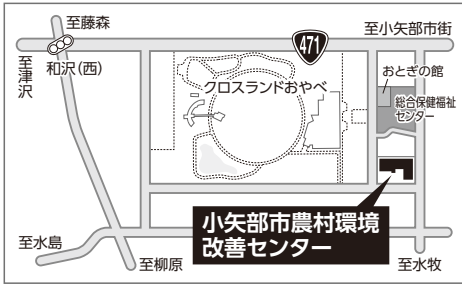 至藤森
471
至小矢部市街
至津沢
和沢(西)
クロスランドおやべ
おとぎの館
総合保健福祉
センター
小矢部市農村環境
改善センター
至水島
至柳原
至水牧